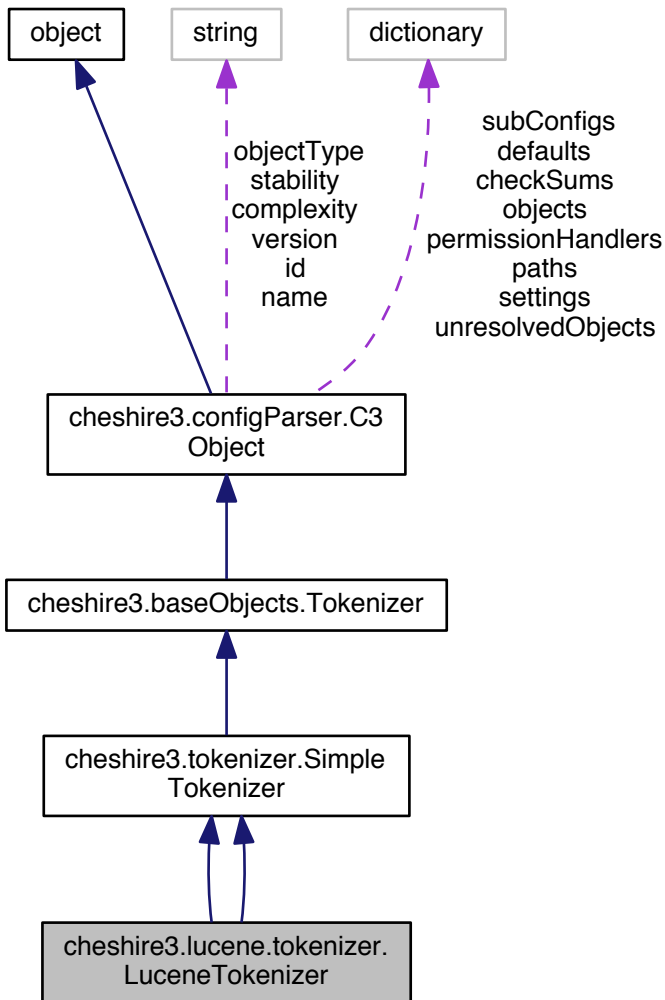 object
string
dictionary
objectType
stability
complexity
version
id
name
subConfigs
defaults
checkSums
objects
permissionHandlers
paths
settings
unresolvedObjects
cheshire3.configParser.C3
Object
cheshire3.baseObjects.Tokenizer
cheshire3.tokenizer.Simple
Tokenizer
cheshire3.lucene.tokenizer.
LuceneTokenizer